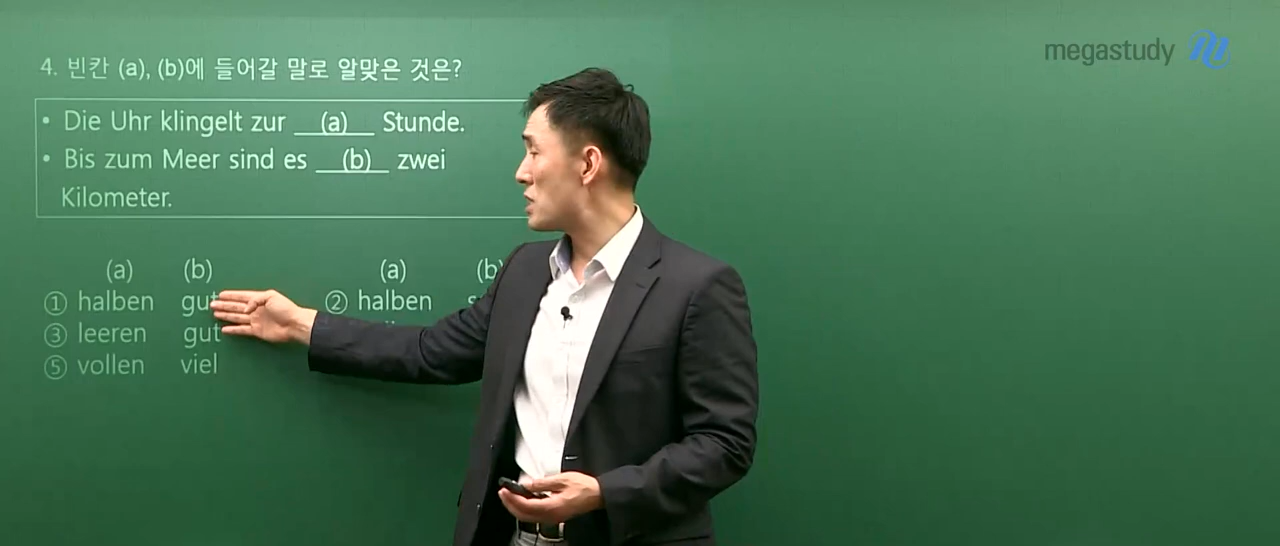 megastudy
4. 빈칸 (a), (b)에 들어갈 말로 알맞은 것은?
• Die Uhr klingelt zur (a) Stunde.
• Bis zum Meer sind es (b) zwei
Kilometer.
(a) (b) (a) (b)
① halben gut ② halben
③ leeren gut
⑤ vollen viel